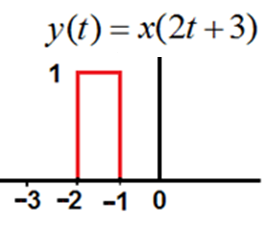 y(t) = x(2t + 3)
1
−3 −2 −1 0